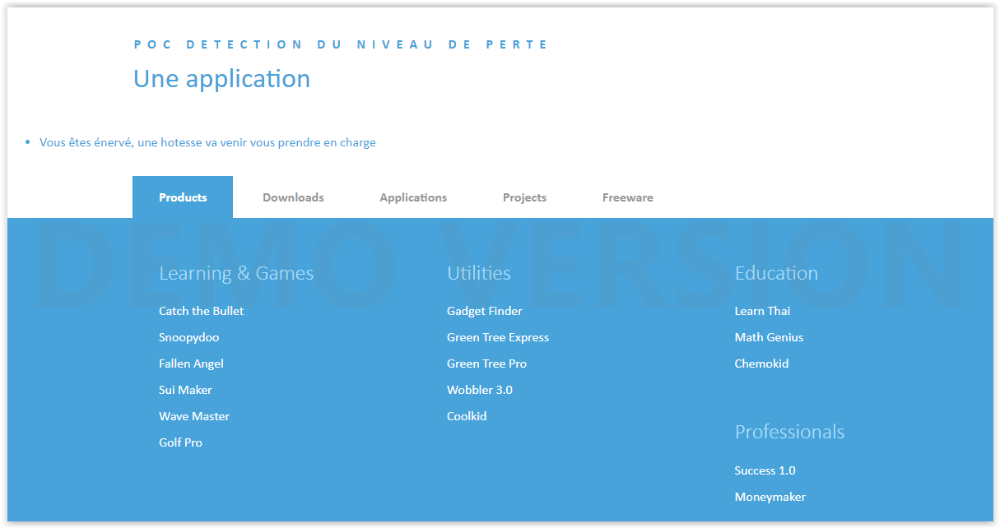 POC DETECTION DU NIVEAU DE PERTE
Une application
• Vous êtes énervé, une hotesse va venir vous prendre en charge
Products Downloads Applications Projects Freeware
DEMO VERSION
Learning & Games
Catch the Bullet
Snoopydoo
Fallen Angel
Sui Maker
Wave Master
Golf Pro
Utilities
Gadget Finder
Green Tree Express
Green Tree Pro
Wobbler 3.0
Coolkid
Education
Learn Thai
Math Genius
Chemokid
Professionals
Success 1.0
Moneymaker